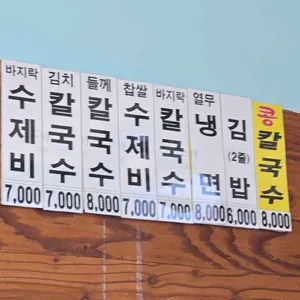 바지락 수제비 7,000
김치 칼국수 7,000
들깨 칼국수 8,000
찹쌀 수제비 7,000
바지락 칼국수 7,000
열무 냉면 8,000
김(2줄)밥 6,000
콩칼국수 8,000